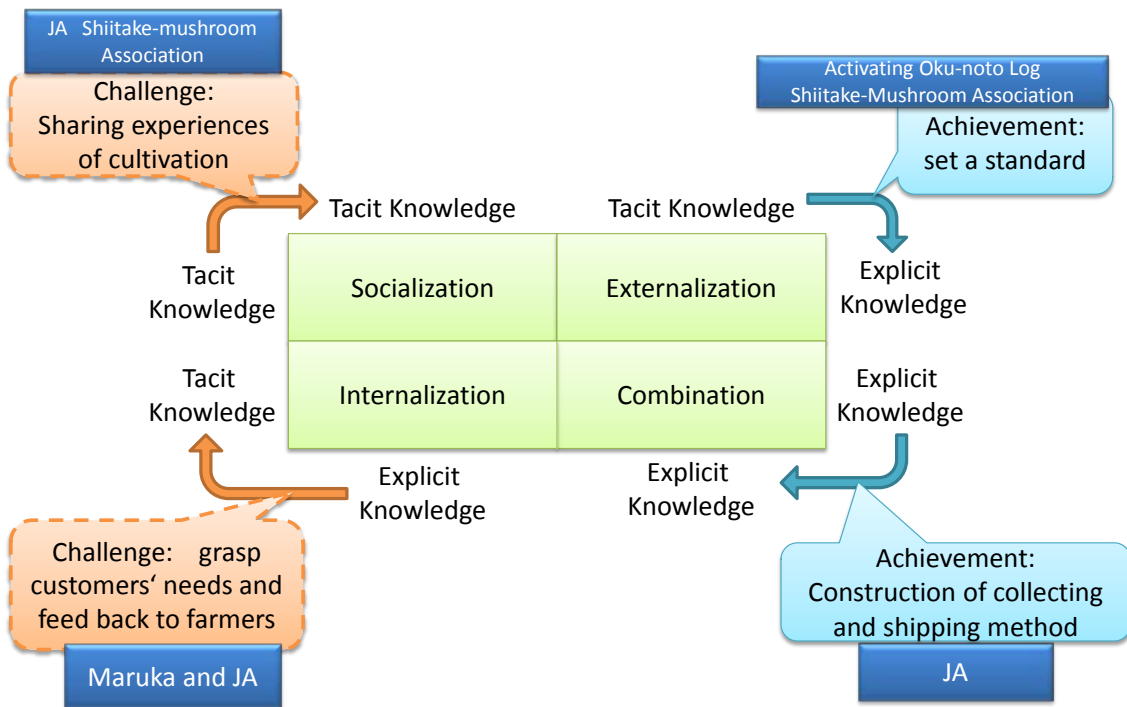 JA Shiitake-mushroom
Association
Challenge:
Sharing experiences
of cultivation
Activating Oku-noto Log
Shiitake-Mushroom Association
Achievement:
set a standard
Tacit Knowledge
Tacit Knowledge
Tacit
Knowledge
Socialization
Externalization
Explicit
Knowledge
Tacit
Knowledge
Internalization
Combination
Explicit
Knowledge
Explicit
Knowledge
Explicit
Knowledge
Challenge: grasp
customers‘ needs and
feed back to farmers
Maruka and JA
Achievement:
Construction of collecting
and shipping method
JA